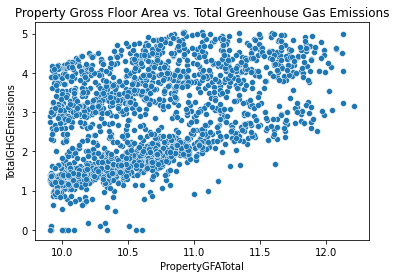 Property Gross Floor Area vs. Total Greenhouse Gas Emissions
5
4
3
2
1
0
TotalGHGEmissions
10.0 10.5 11.0 11.5 12.0
PropertyGFATotal